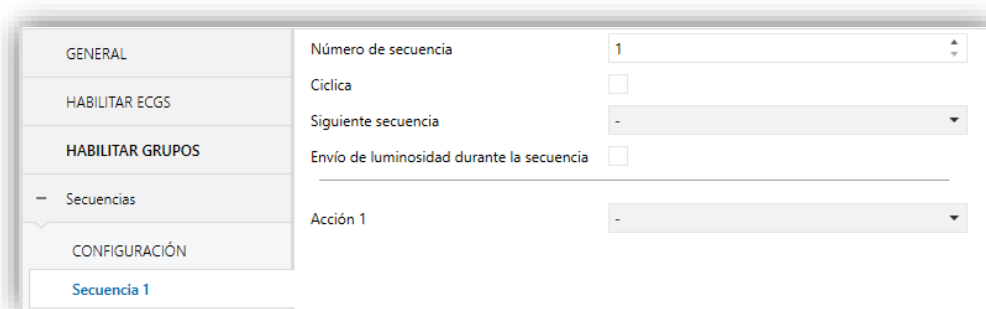 GENERAL
HABILITAR ECGS
HABILITAR GRUPOS
− Secuencias
CONFIGURACIÓN
Secuencia 1
Número de secuencia 1
Ciclica
Siguiente secuencia -
Envío de luminosidad durante la secuencia
Acción 1 -